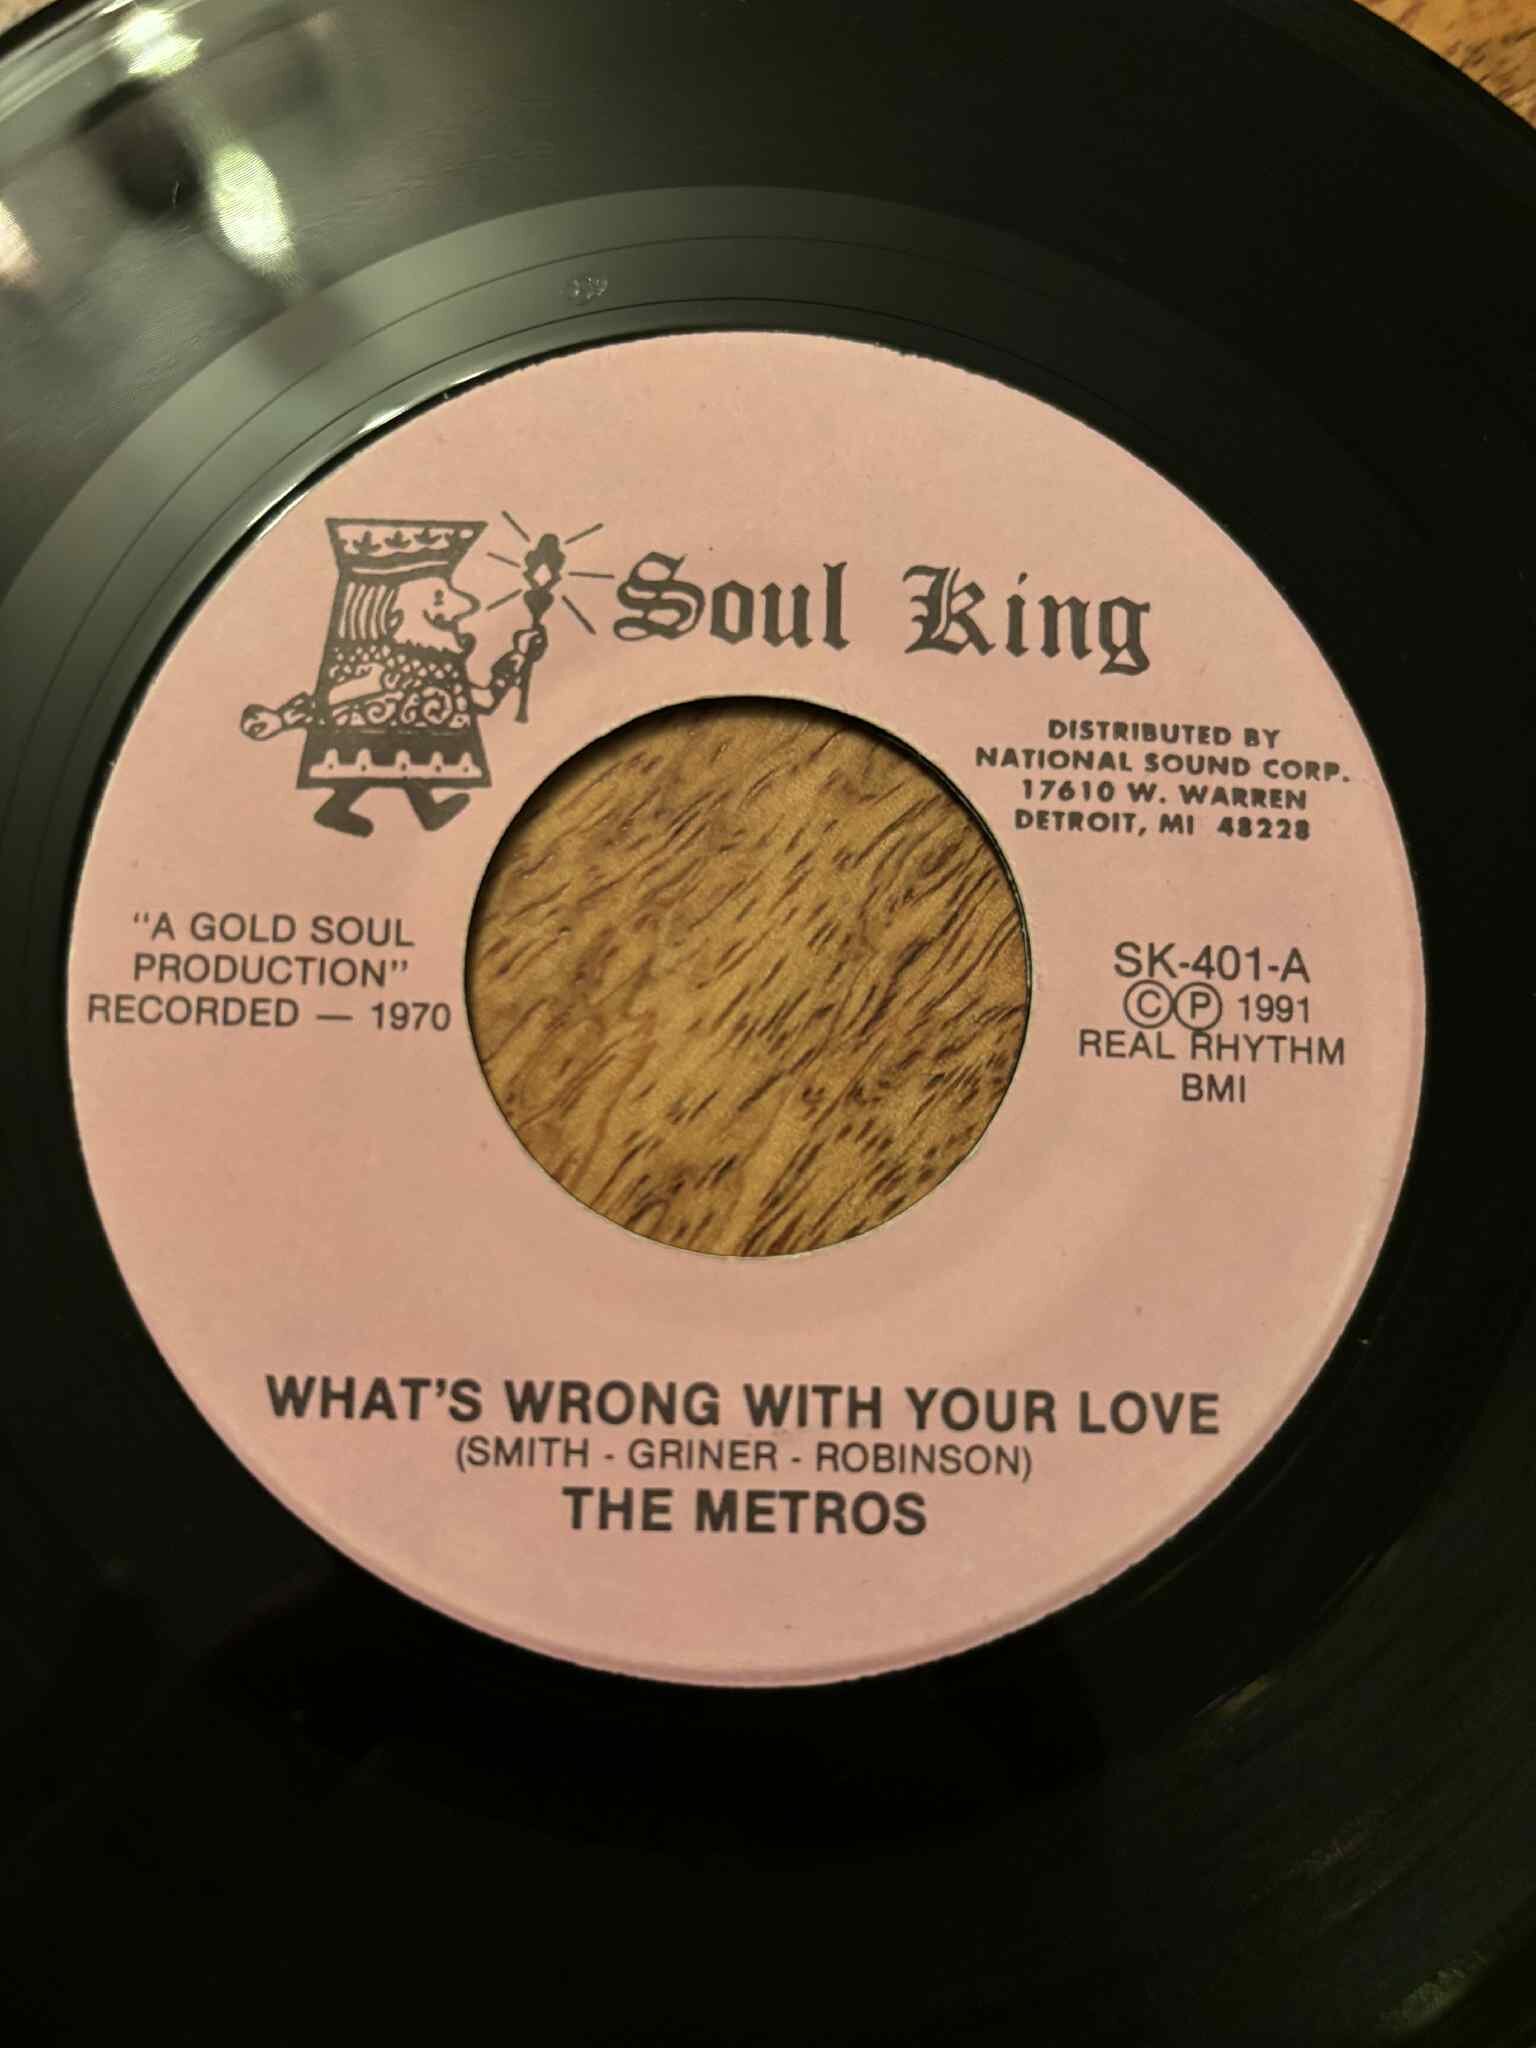 Soul King
DISTRIBUTED BY
NATIONAL SOUND CORP.
17610 W. WARREN
DETROIT, MI 48228
"A GOLD SOUL
PRODUCTION"
RECORDED — 1970
SK-401-A
©℗ 1991
REAL RHYTHM
BMI
WHAT'S WRONG WITH YOUR LOVE
(SMITH - GRINER - ROBINSON)
THE METROS